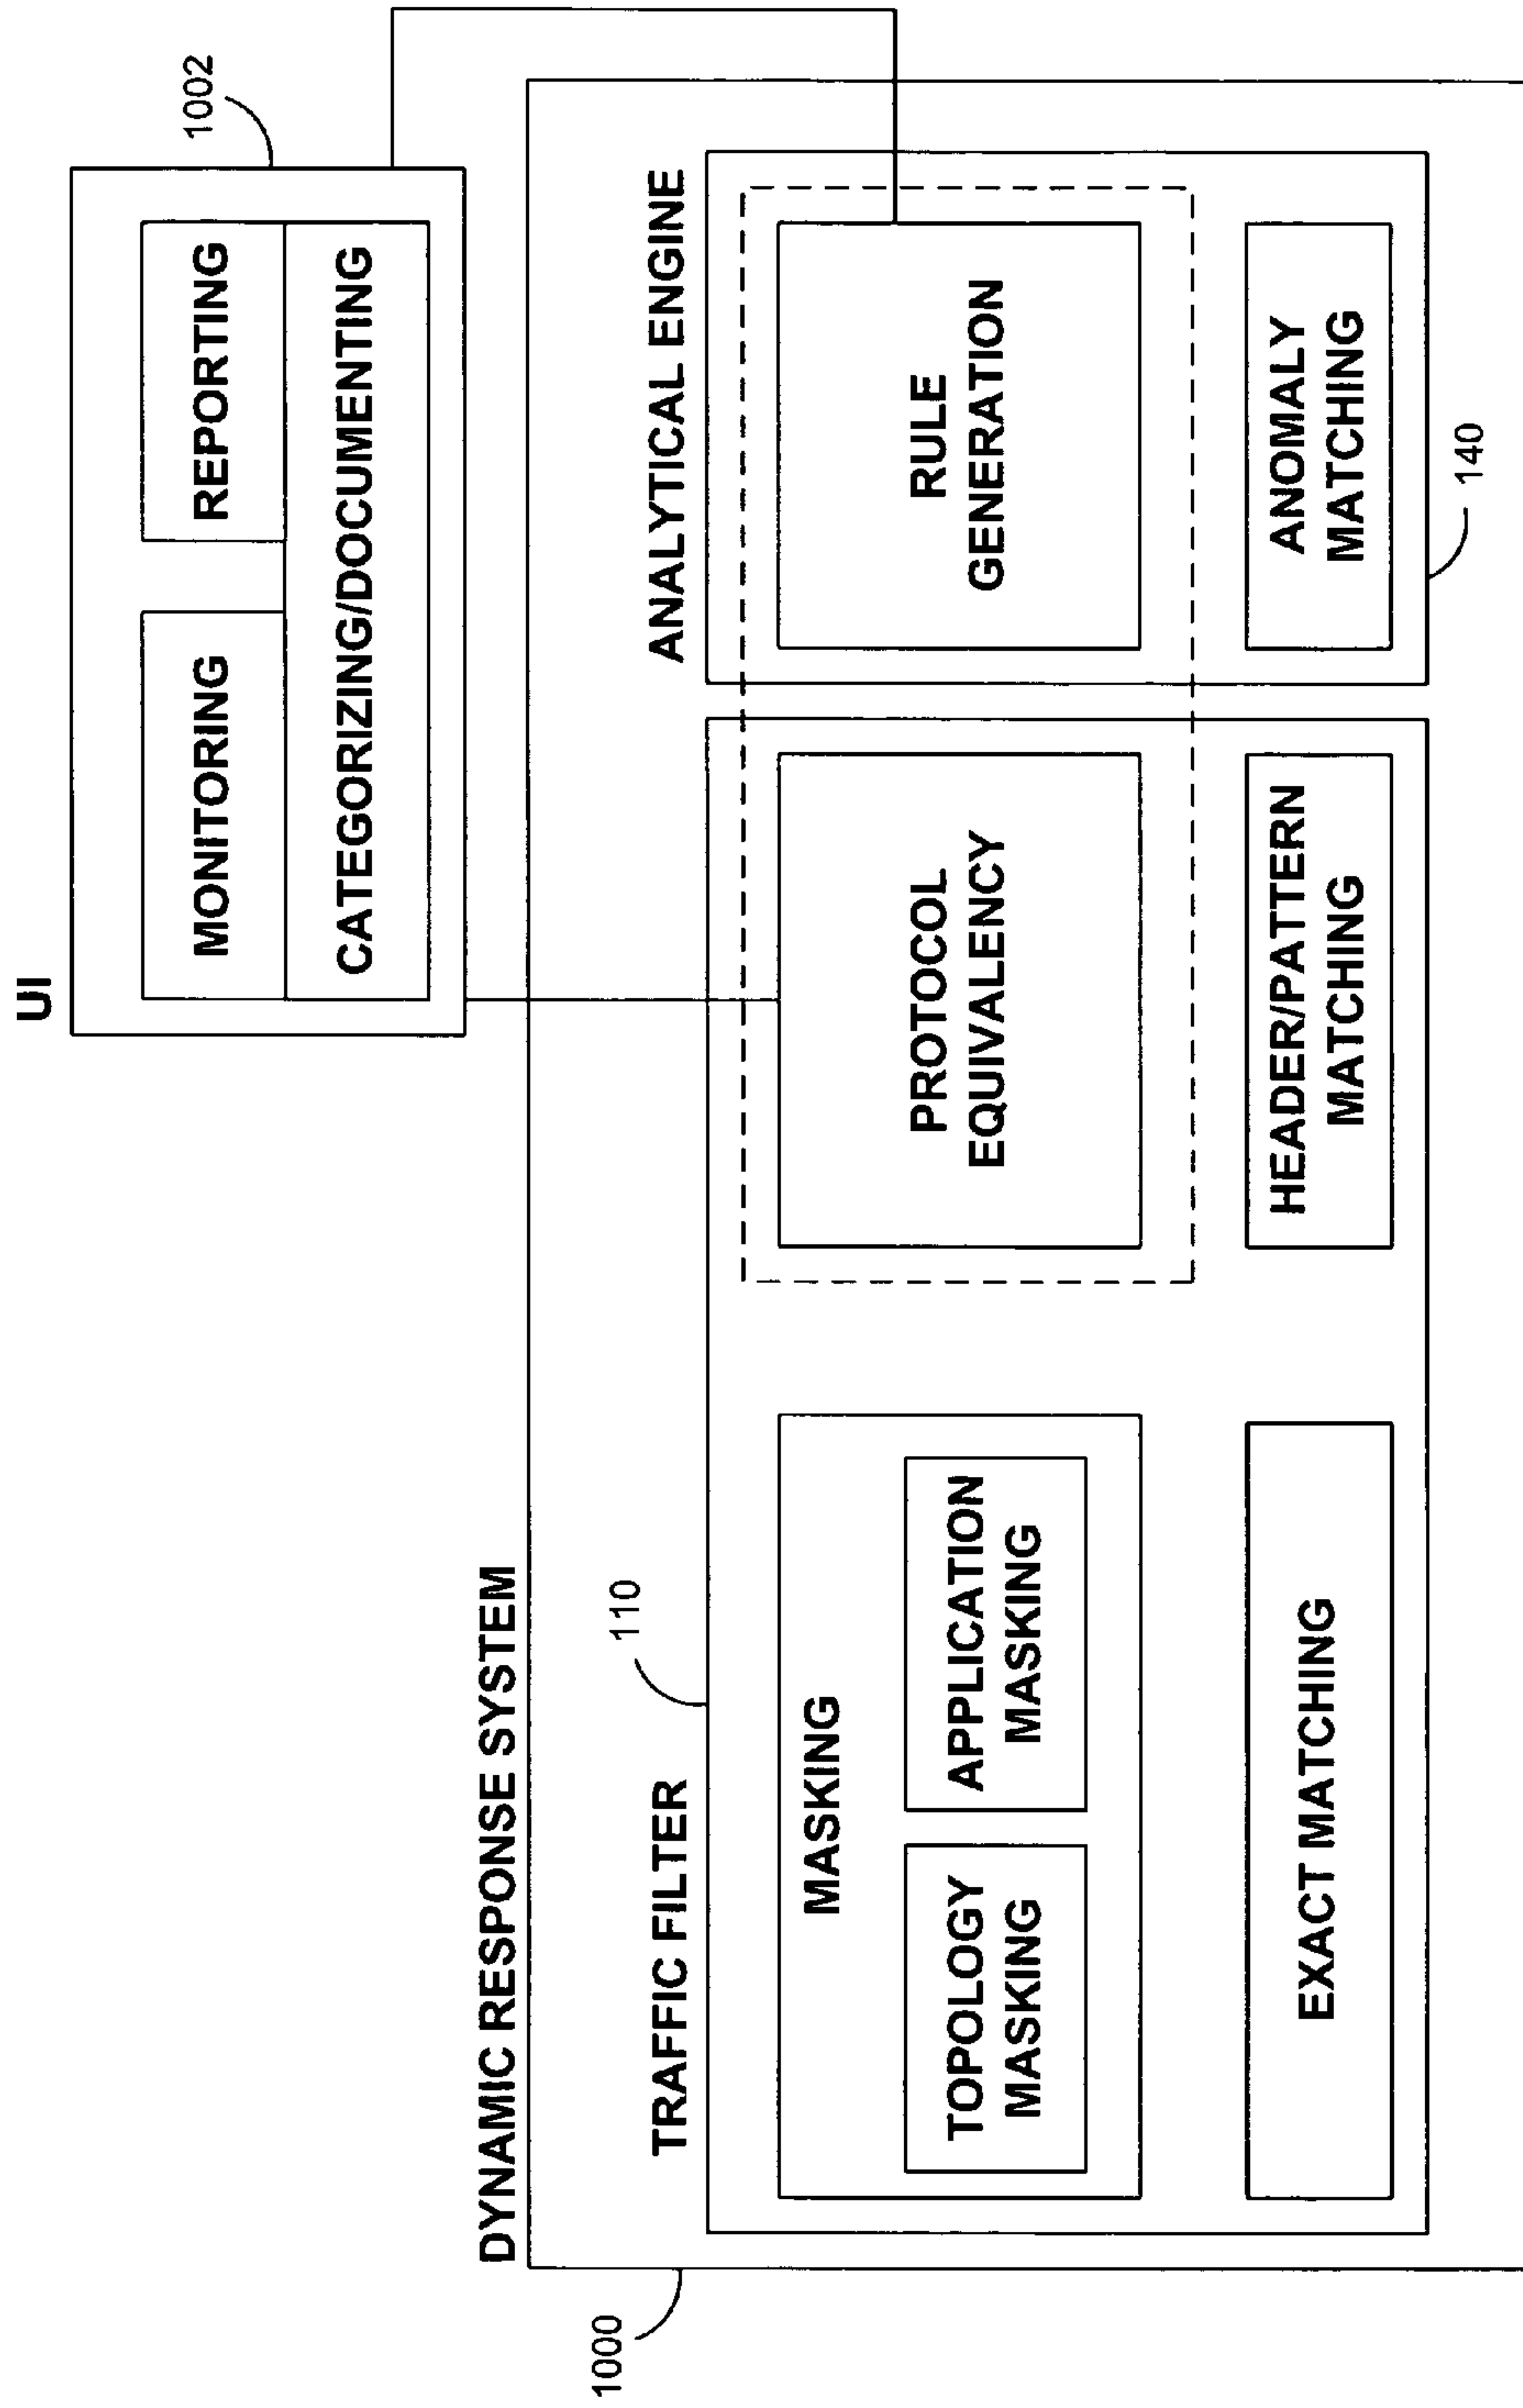 UI
1002
MONITORING
REPORTING
CATEGORIZING/DOCUMENTING
DYNAMIC RESPONSE SYSTEM
1000
TRAFFIC FILTER
110
ANALYTICAL ENGINE
MASKING
TOPOLOGY
MASKING
APPLICATION
MASKING
PROTOCOL
EQUIVALENCY
RULE
GENERATION
EXACT MATCHING
HEADER/PATTERN
MATCHING
ANOMALY
MATCHING
140